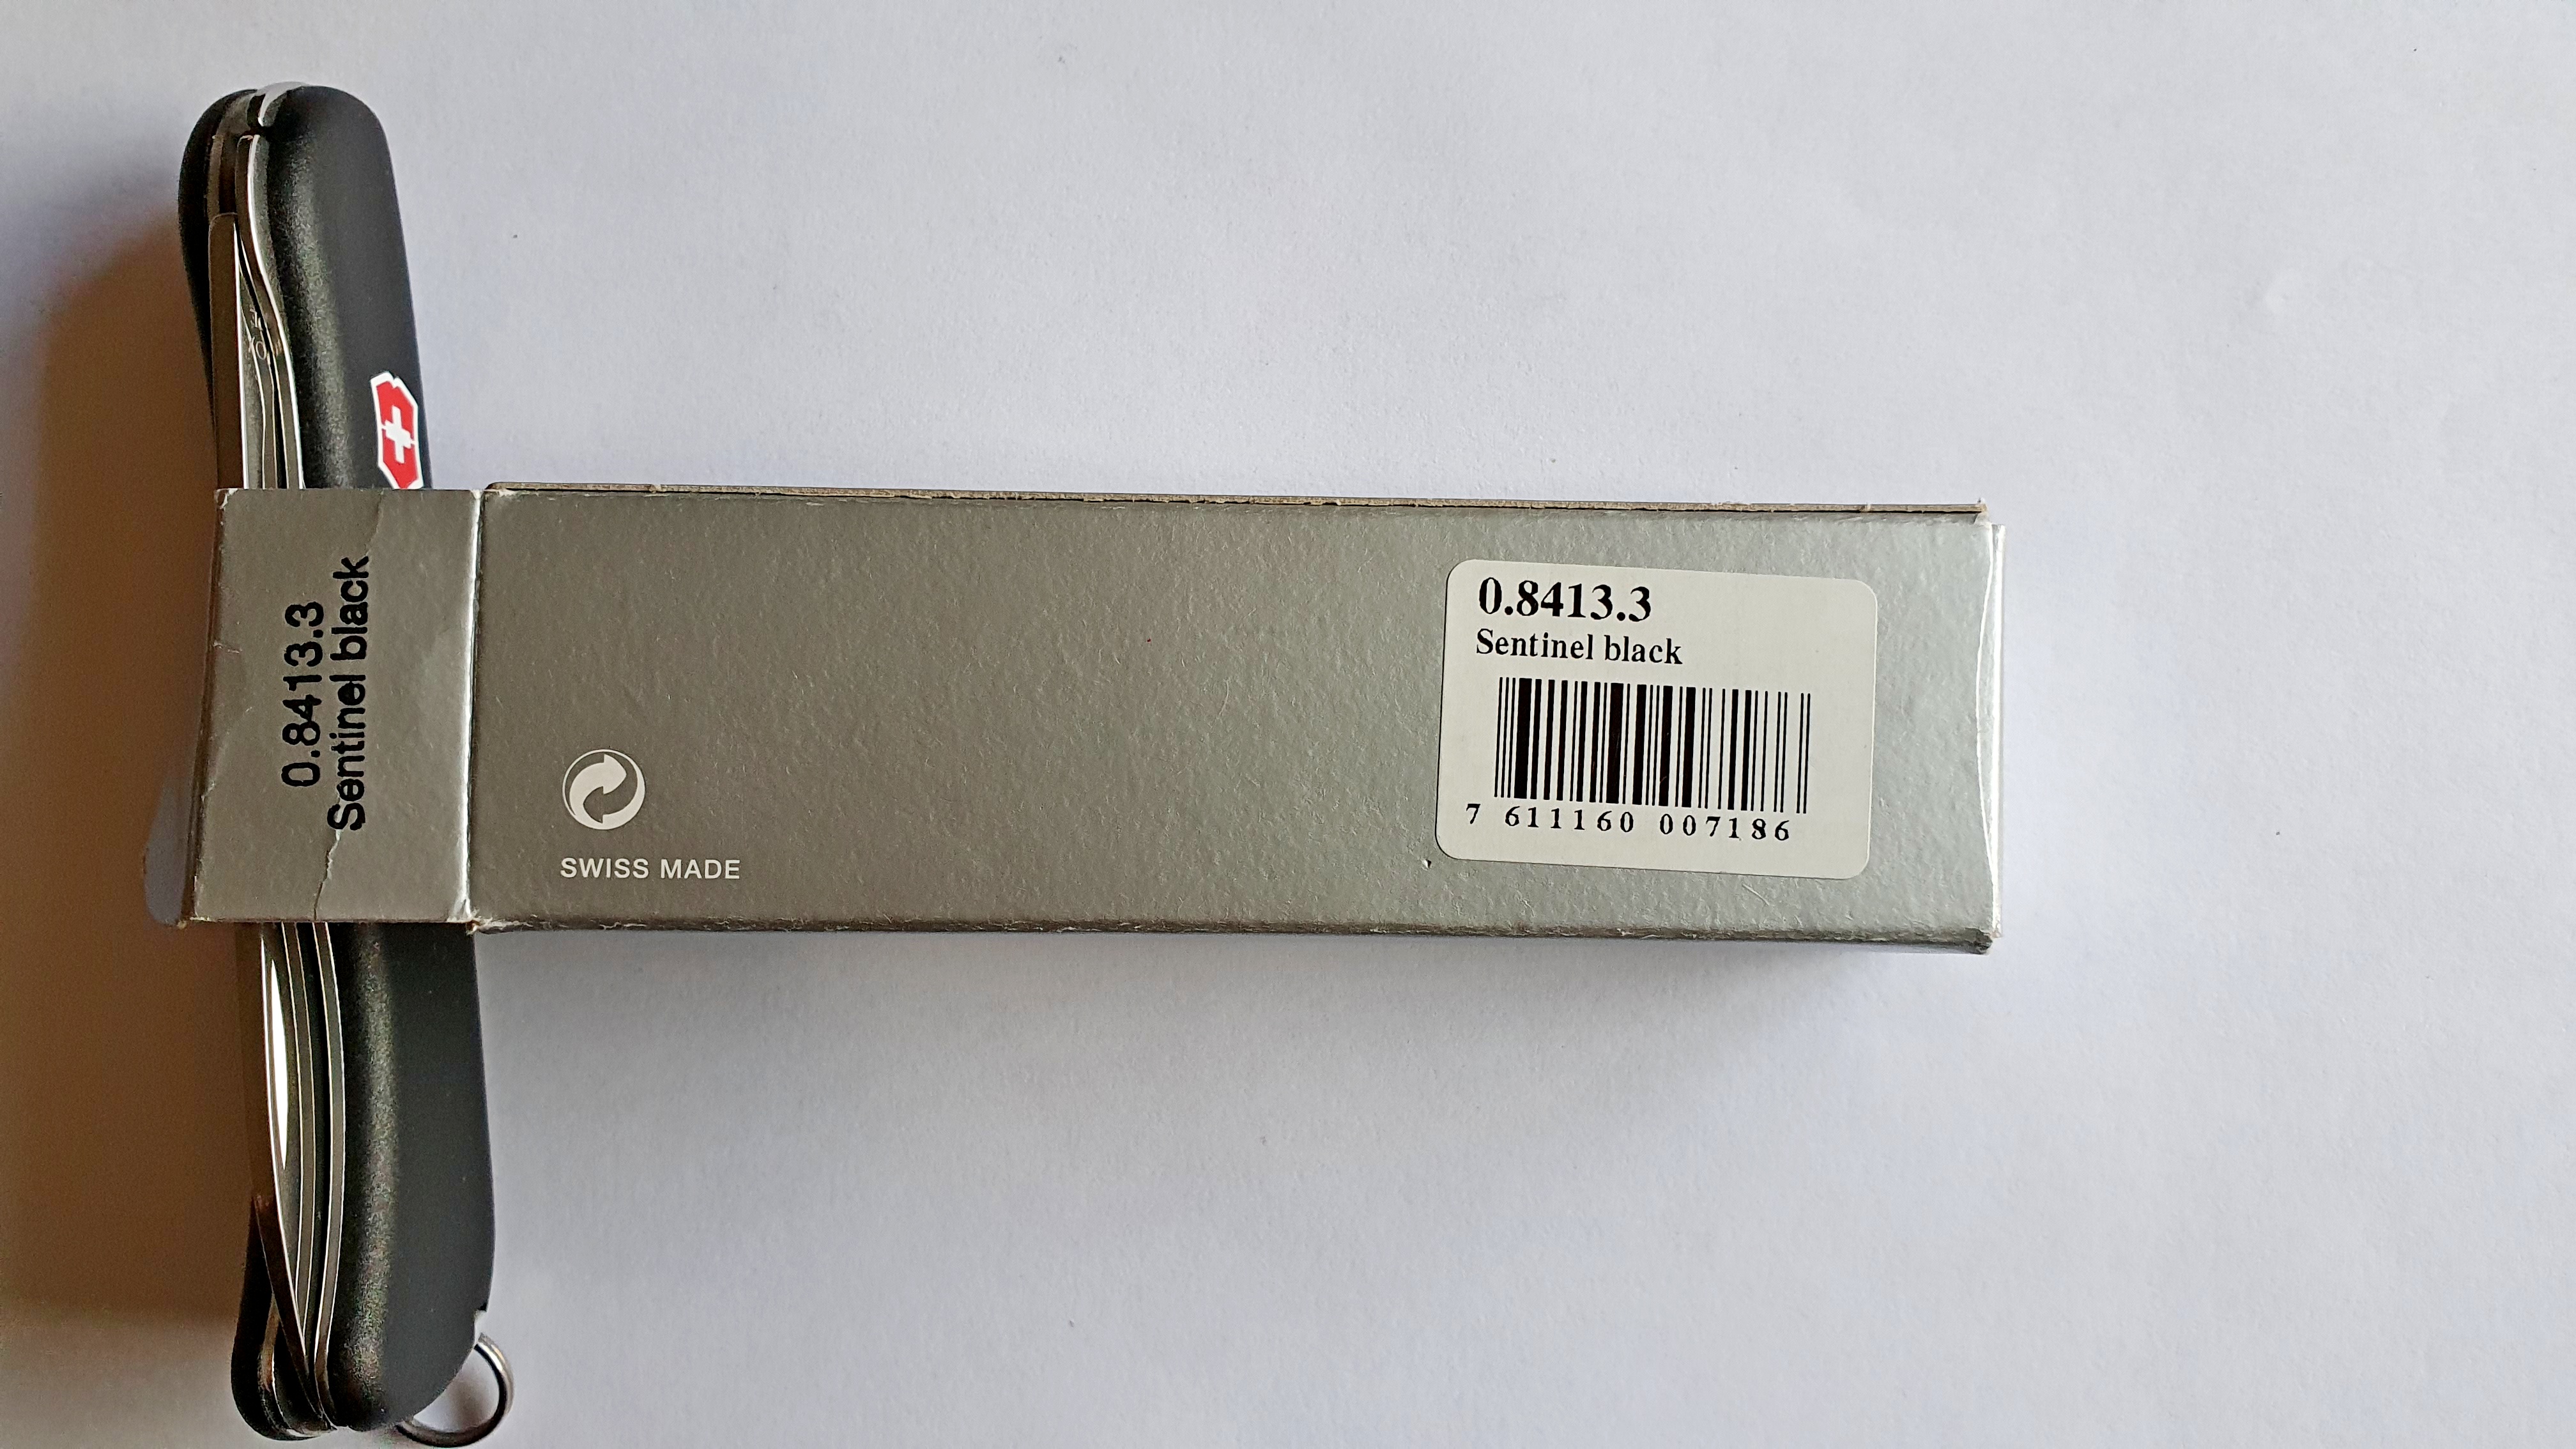 0.8413.3
Sentinel black
SWISS MADE
0.8413.3
Sentinel black
7 611160 007186